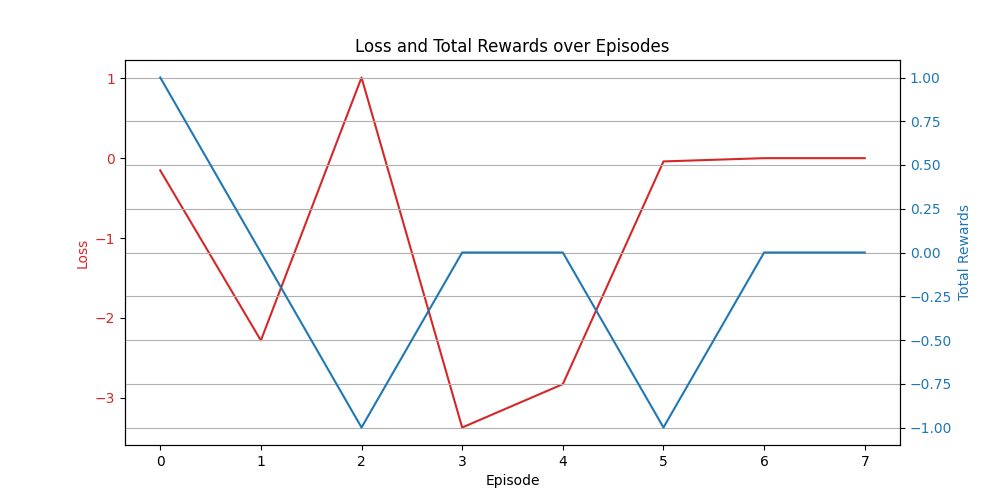 Loss and Total Rewards over Episodes
Loss
1
0
−1
−2
−3
1.00
0.75
0.50
0.25
0.00
−0.25
−0.50
−0.75
−1.00
Total Rewards
0 1 2 3 4 5 6 7
Episode